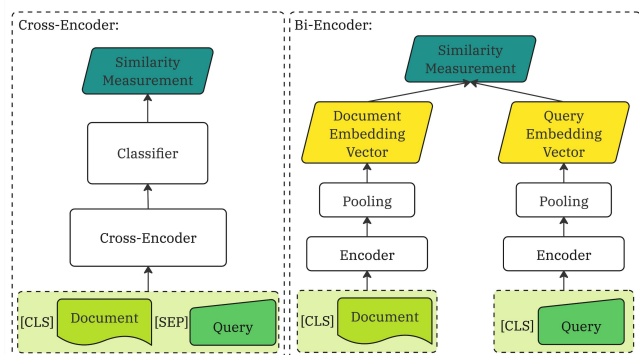 Cross-Encoder:
Similarity
Measurement
Classifier
Cross-Encoder
[CLS]
Document
[SEP]
Query
Bi-Encoder:
Similarity
Measurement
Document
Embedding
Vector
Query
Embedding
Vector
Pooling
Pooling
Encoder
Encoder
[CLS]
Document
[CLS]
Query